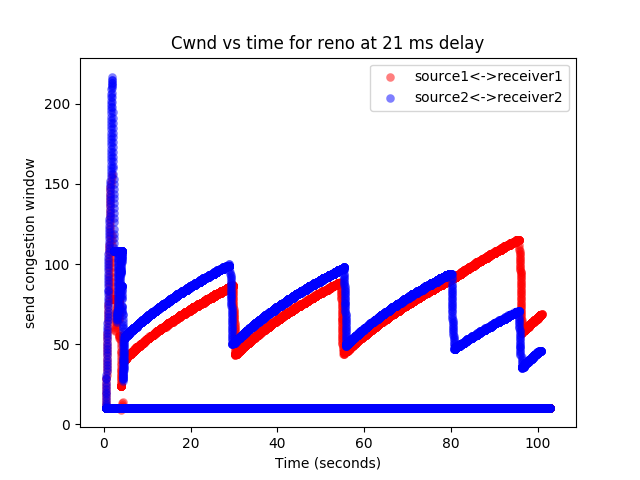 Cwnd vs time for reno at 21 ms delay
source1<->receiver1
source2<->receiver2
send congestion window
200
150
100
50
0
0 20 40 60 80 100
Time (seconds)